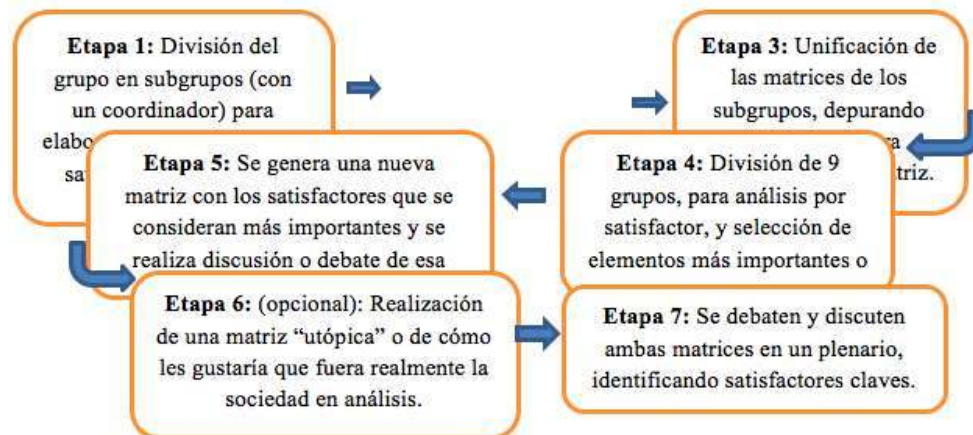 Etapa 1: División del
grupo en subgrupos (con
un coordinador) para
Etapa 3: Unificación de
las matrices de los
subgrupos, depurando
triz.
Etapa 5: Se genera una nueva
matriz con los satisfactores que se
consideran más importantes y se
realiza discusión o debate de esa
Etapa 4: División de 9
grupos, para análisis por
satisfactor, y selección de
elementos más importantes o
Etapa 6: (opcional): Realización
de una matriz “utópica” o de cómo
les gustaría que fuera realmente la
sociedad en análisis.
Etapa 7: Se debaten y discuten
ambas matrices en un plenario,
identificando satisfactores claves.